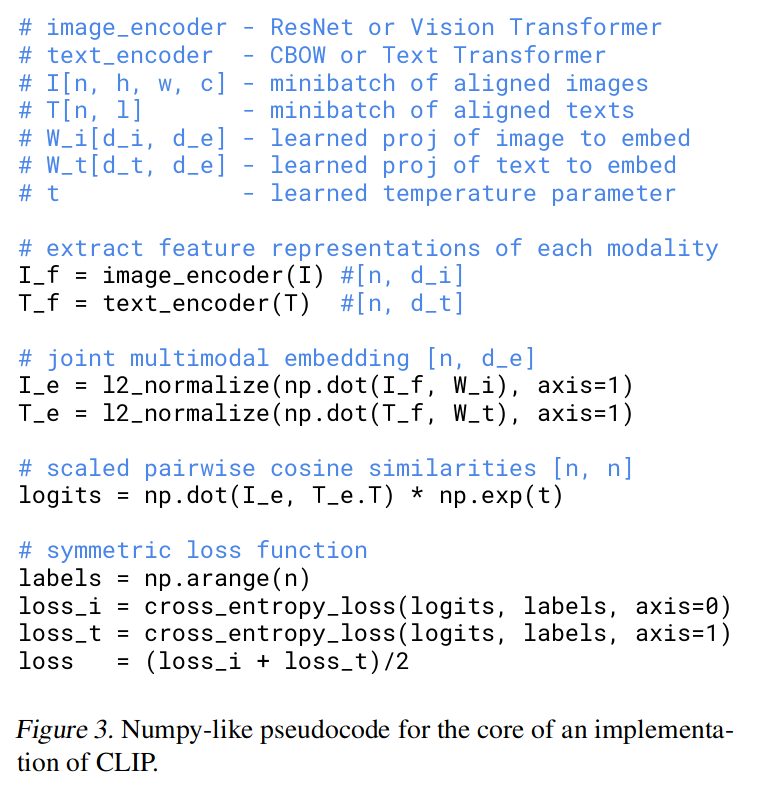 # image_encoder - ResNet or Vision Transformer
# text_encoder  - CBOW or Text Transformer
# I[n, h, w, c] - minibatch of aligned images
# T[n, l]       - minibatch of aligned texts
# W_i[d_i, d_e] - learned proj of image to embed
# W_t[d_t, d_e] - learned proj of text to embed
# t             - learned temperature parameter
# extract feature representations of each modality
I_f = image_encoder(I) #[n, d_i]
T_f = text_encoder(T)  #[n, d_t]
# joint multimodal embedding [n, d_e]
I_e = l2_normalize(np.dot(I_f, W_i), axis=1)
T_e = l2_normalize(np.dot(T_f, W_t), axis=1)
# scaled pairwise cosine similarities [n, n]
logits = np.dot(I_e, T_e.T) * np.exp(t)
# symmetric loss function
labels = np.arange(n)
loss_i = cross_entropy_loss(logits, labels, axis=0)
loss_t = cross_entropy_loss(logits, labels, axis=1)
loss   = (loss_i + loss_t)/2
Figure 3. Numpy-like pseudocode for the core of an implementa-
tion of CLIP.